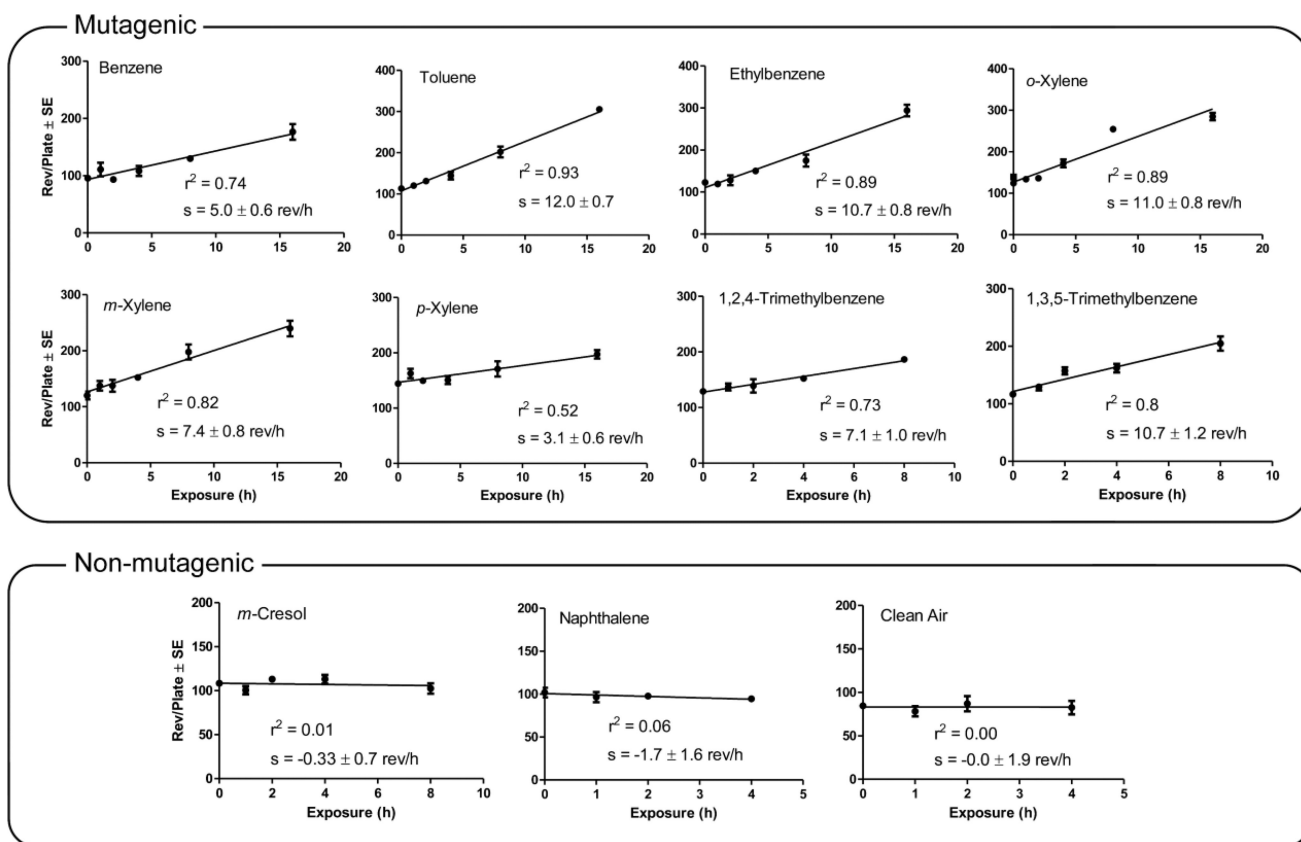 Mutagenic
Benzene
Rev/Plate ± SE
300
200
100
0
0 5 10 15 20
r² = 0.74
s = 5.0 ± 0.6 rev/h
Toluene
400
300
200
100
0
0 5 10 15 20
r² = 0.93
s = 12.0 ± 0.7
Ethylbenzene
400
300
200
100
0
0 5 10 15 20
r² = 0.89
s = 10.7 ± 0.8 rev/h
o-Xylene
400
300
200
100
0
0 5 10 15 20
r² = 0.89
s = 11.0 ± 0.8 rev/h
m-Xylene
Rev/Plate ± SE
300
200
100
0
0 5 10 15 20
Exposure (h)
r² = 0.82
s = 7.4 ± 0.8 rev/h
p-Xylene
300
200
100
0
0 5 10 15 20
Exposure (h)
r² = 0.52
s = 3.1 ± 0.6 rev/h
1,2,4-Trimethylbenzene
300
200
100
0
0 2 4 6 8 10
Exposure (h)
r² = 0.73
s = 7.1 ± 1.0 rev/h
1,3,5-Trimethylbenzene
300
200
100
0
0 2 4 6 8 10
Exposure (h)
r² = 0.8
s = 10.7 ± 1.2 rev/h
Non-mutagenic
m-Cresol
Rev/Plate ± SE
200
150
100
50
0
0 2 4 6 8 10
Exposure (h)
r² = 0.01
s = -0.33 ± 0.7 rev/h
Naphthalene
200
150
100
50
0
0 1 2 3 4 5
Exposure (h)
r² = 0.06
s = -1.7 ± 1.6 rev/h
Clean Air
200
150
100
50
0
0 1 2 3 4 5
Exposure (h)
r² = 0.00
s = -0.0 ± 1.9 rev/h